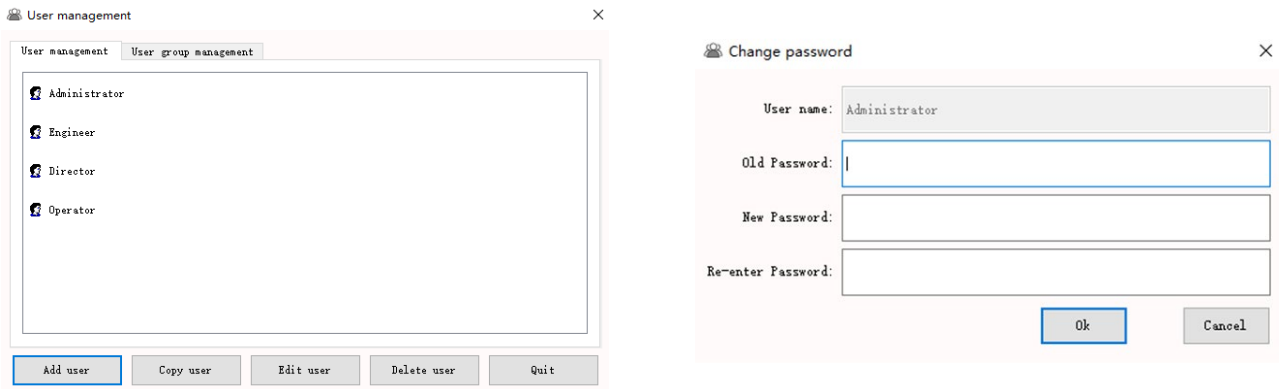 User management
User management
User group management
Administrator
Engineer
Director
Operator
Add user
Copy user
Edit user
Delete user
Quit
Change password
User name:
Administrator
Old Password:
New Password:
Re-enter Password:
Ok
Cancel